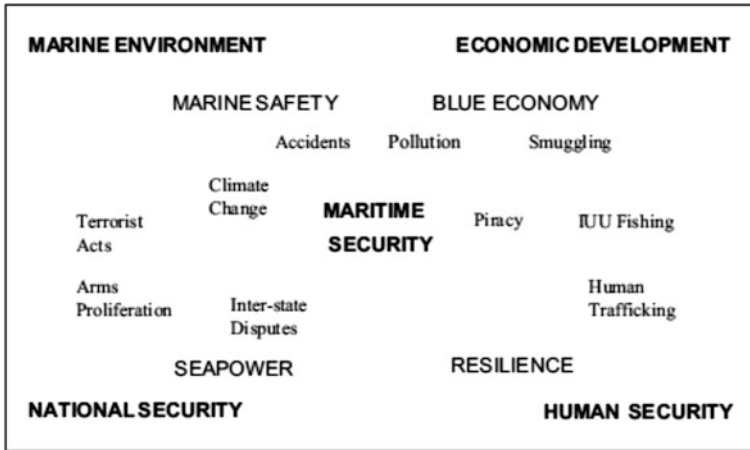 MARINE ENVIRONMENT
ECONOMIC DEVELOPMENT
MARINE SAFETY
BLUE ECONOMY
Accidents
Pollution
Smuggling
Climate
Change
MARITIME
SECURITY
Terrorist
Acts
Piracy
IUU Fishing
Arms
Proliferation
Inter-state
Disputes
Human
Trafficking
SEAPOWER
RESILIENCE
NATIONAL SECURITY
HUMAN SECURITY